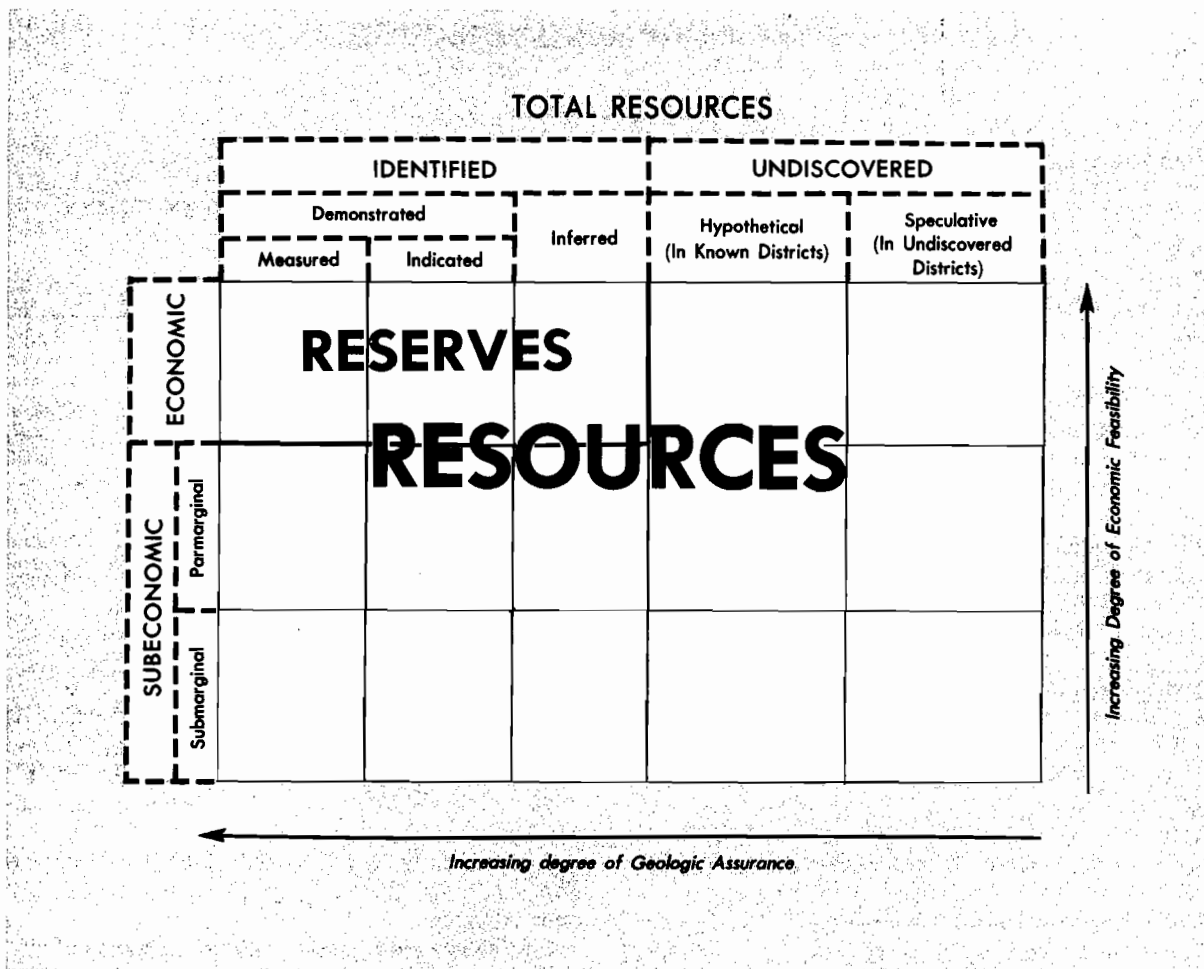 TOTAL RESOURCES
IDENTIFIED
UNDISCOVERED
Demonstrated
Inferred
Hypothetical
(In Known Districts)
Speculative
(In Undiscovered
Districts)
Measured
Indicated
ECONOMIC
RESERVES
RESOURCES
SUBECONOMIC
Parmarginal
Submarginal
Increasing Degree of Economic Feasibility
Increasing degree of Geologic Assurance